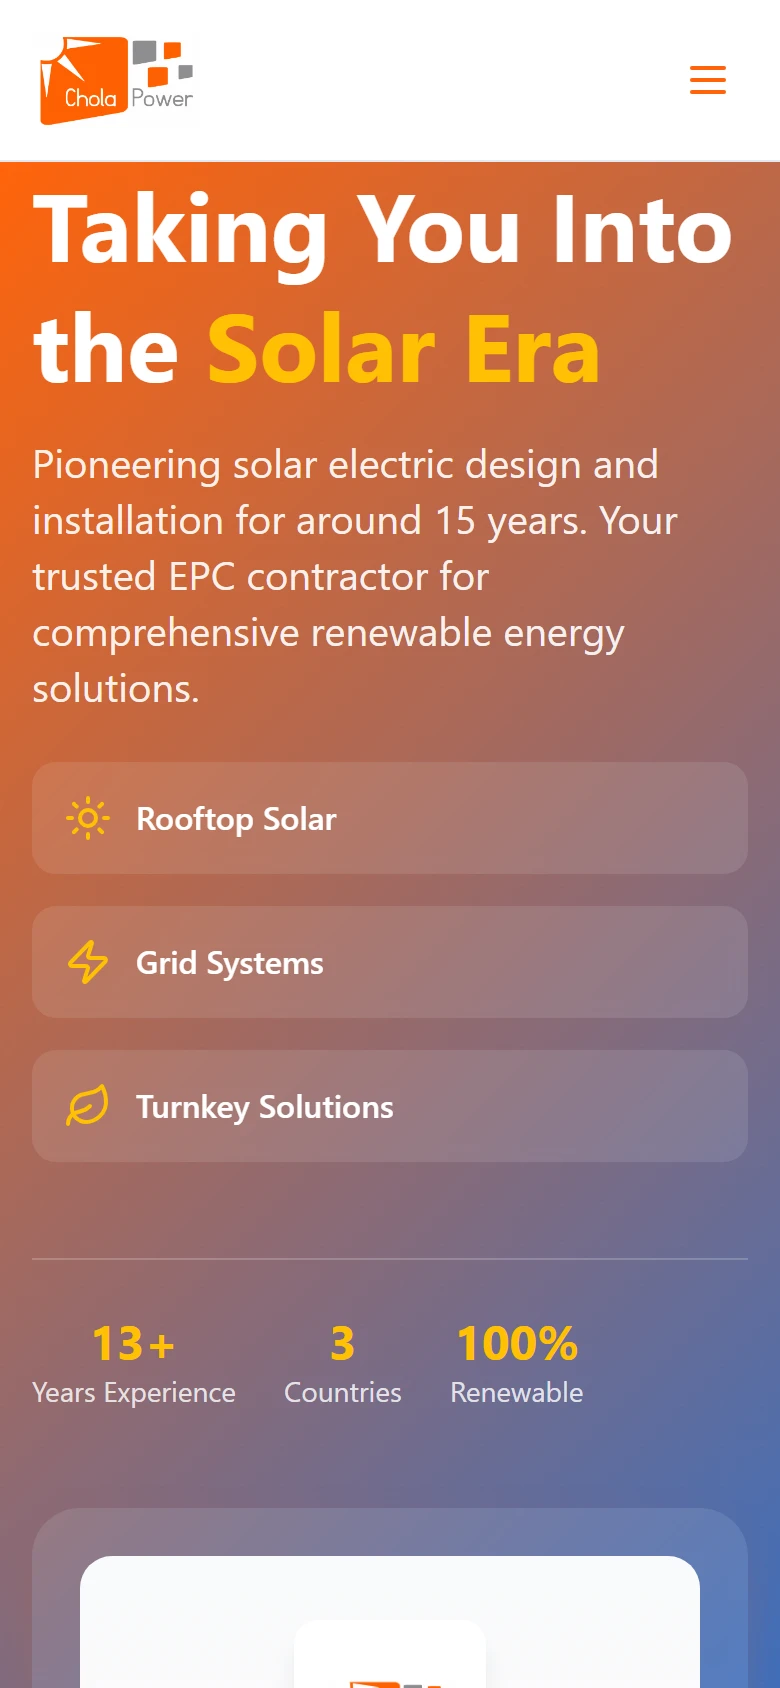 Chola Power
Taking You Into
the Solar Era
Pioneering solar electric design and
installation for around 15 years. Your
trusted EPC contractor for
comprehensive renewable energy
solutions.
Rooftop Solar
Grid Systems
Turnkey Solutions
13+ 3 100%
Years Experience Countries Renewable